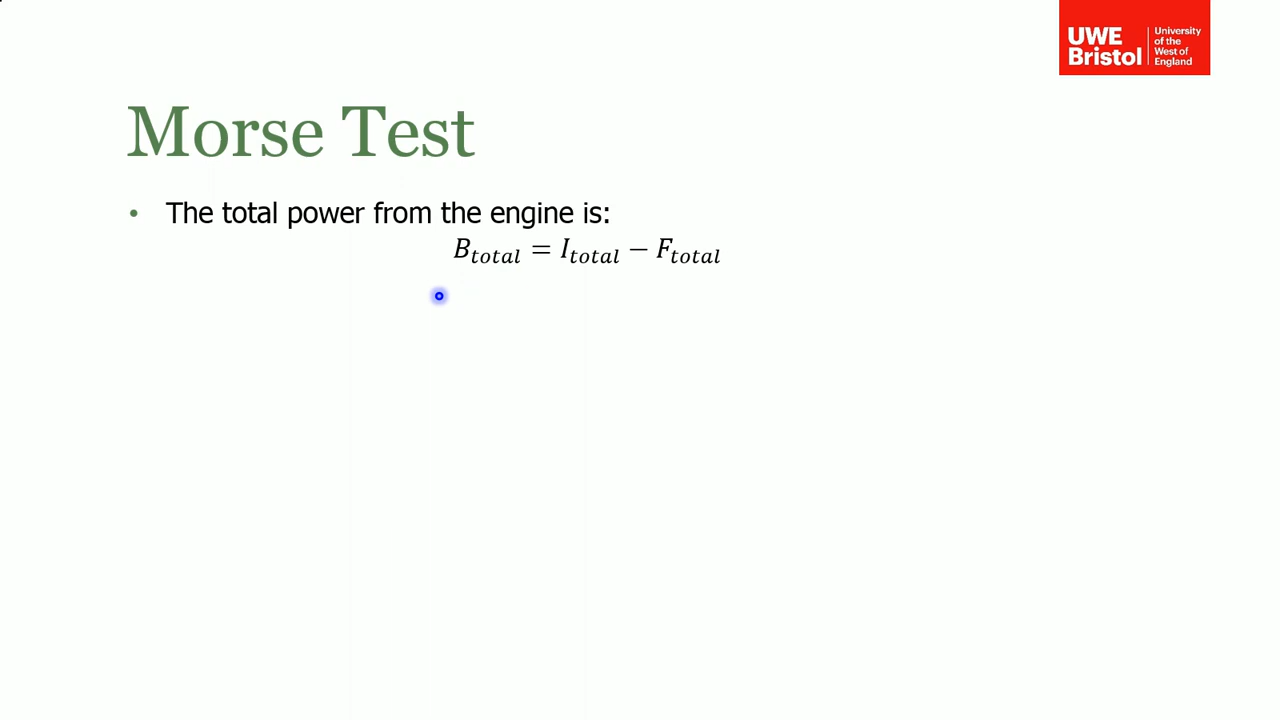 UWE
Bristol
University
of the
West of
England
Morse Test
• The total power from the engine is:
B_total = I_total − F_total